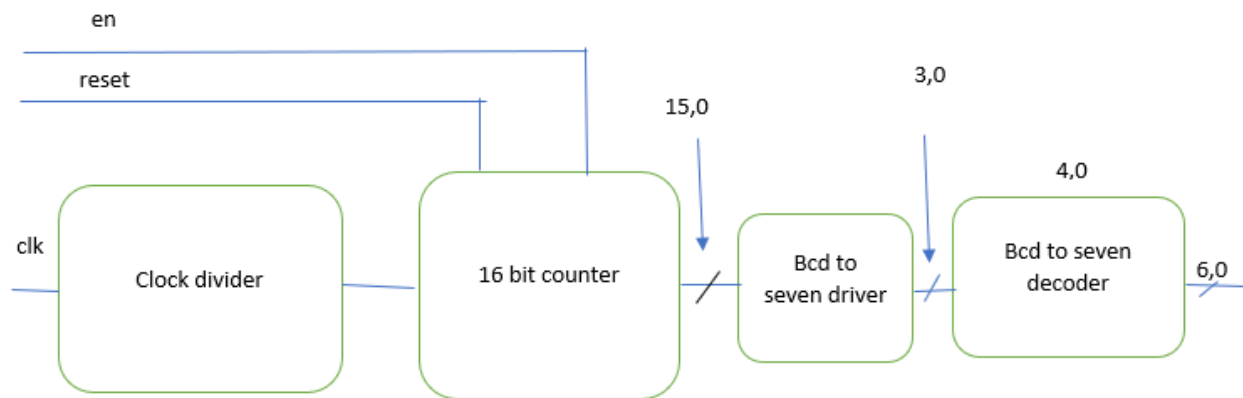 en
reset
15,0
3,0
4,0
clk
Clock divider
16 bit counter
Bcd to
seven driver
Bcd to seven
decoder
6,0